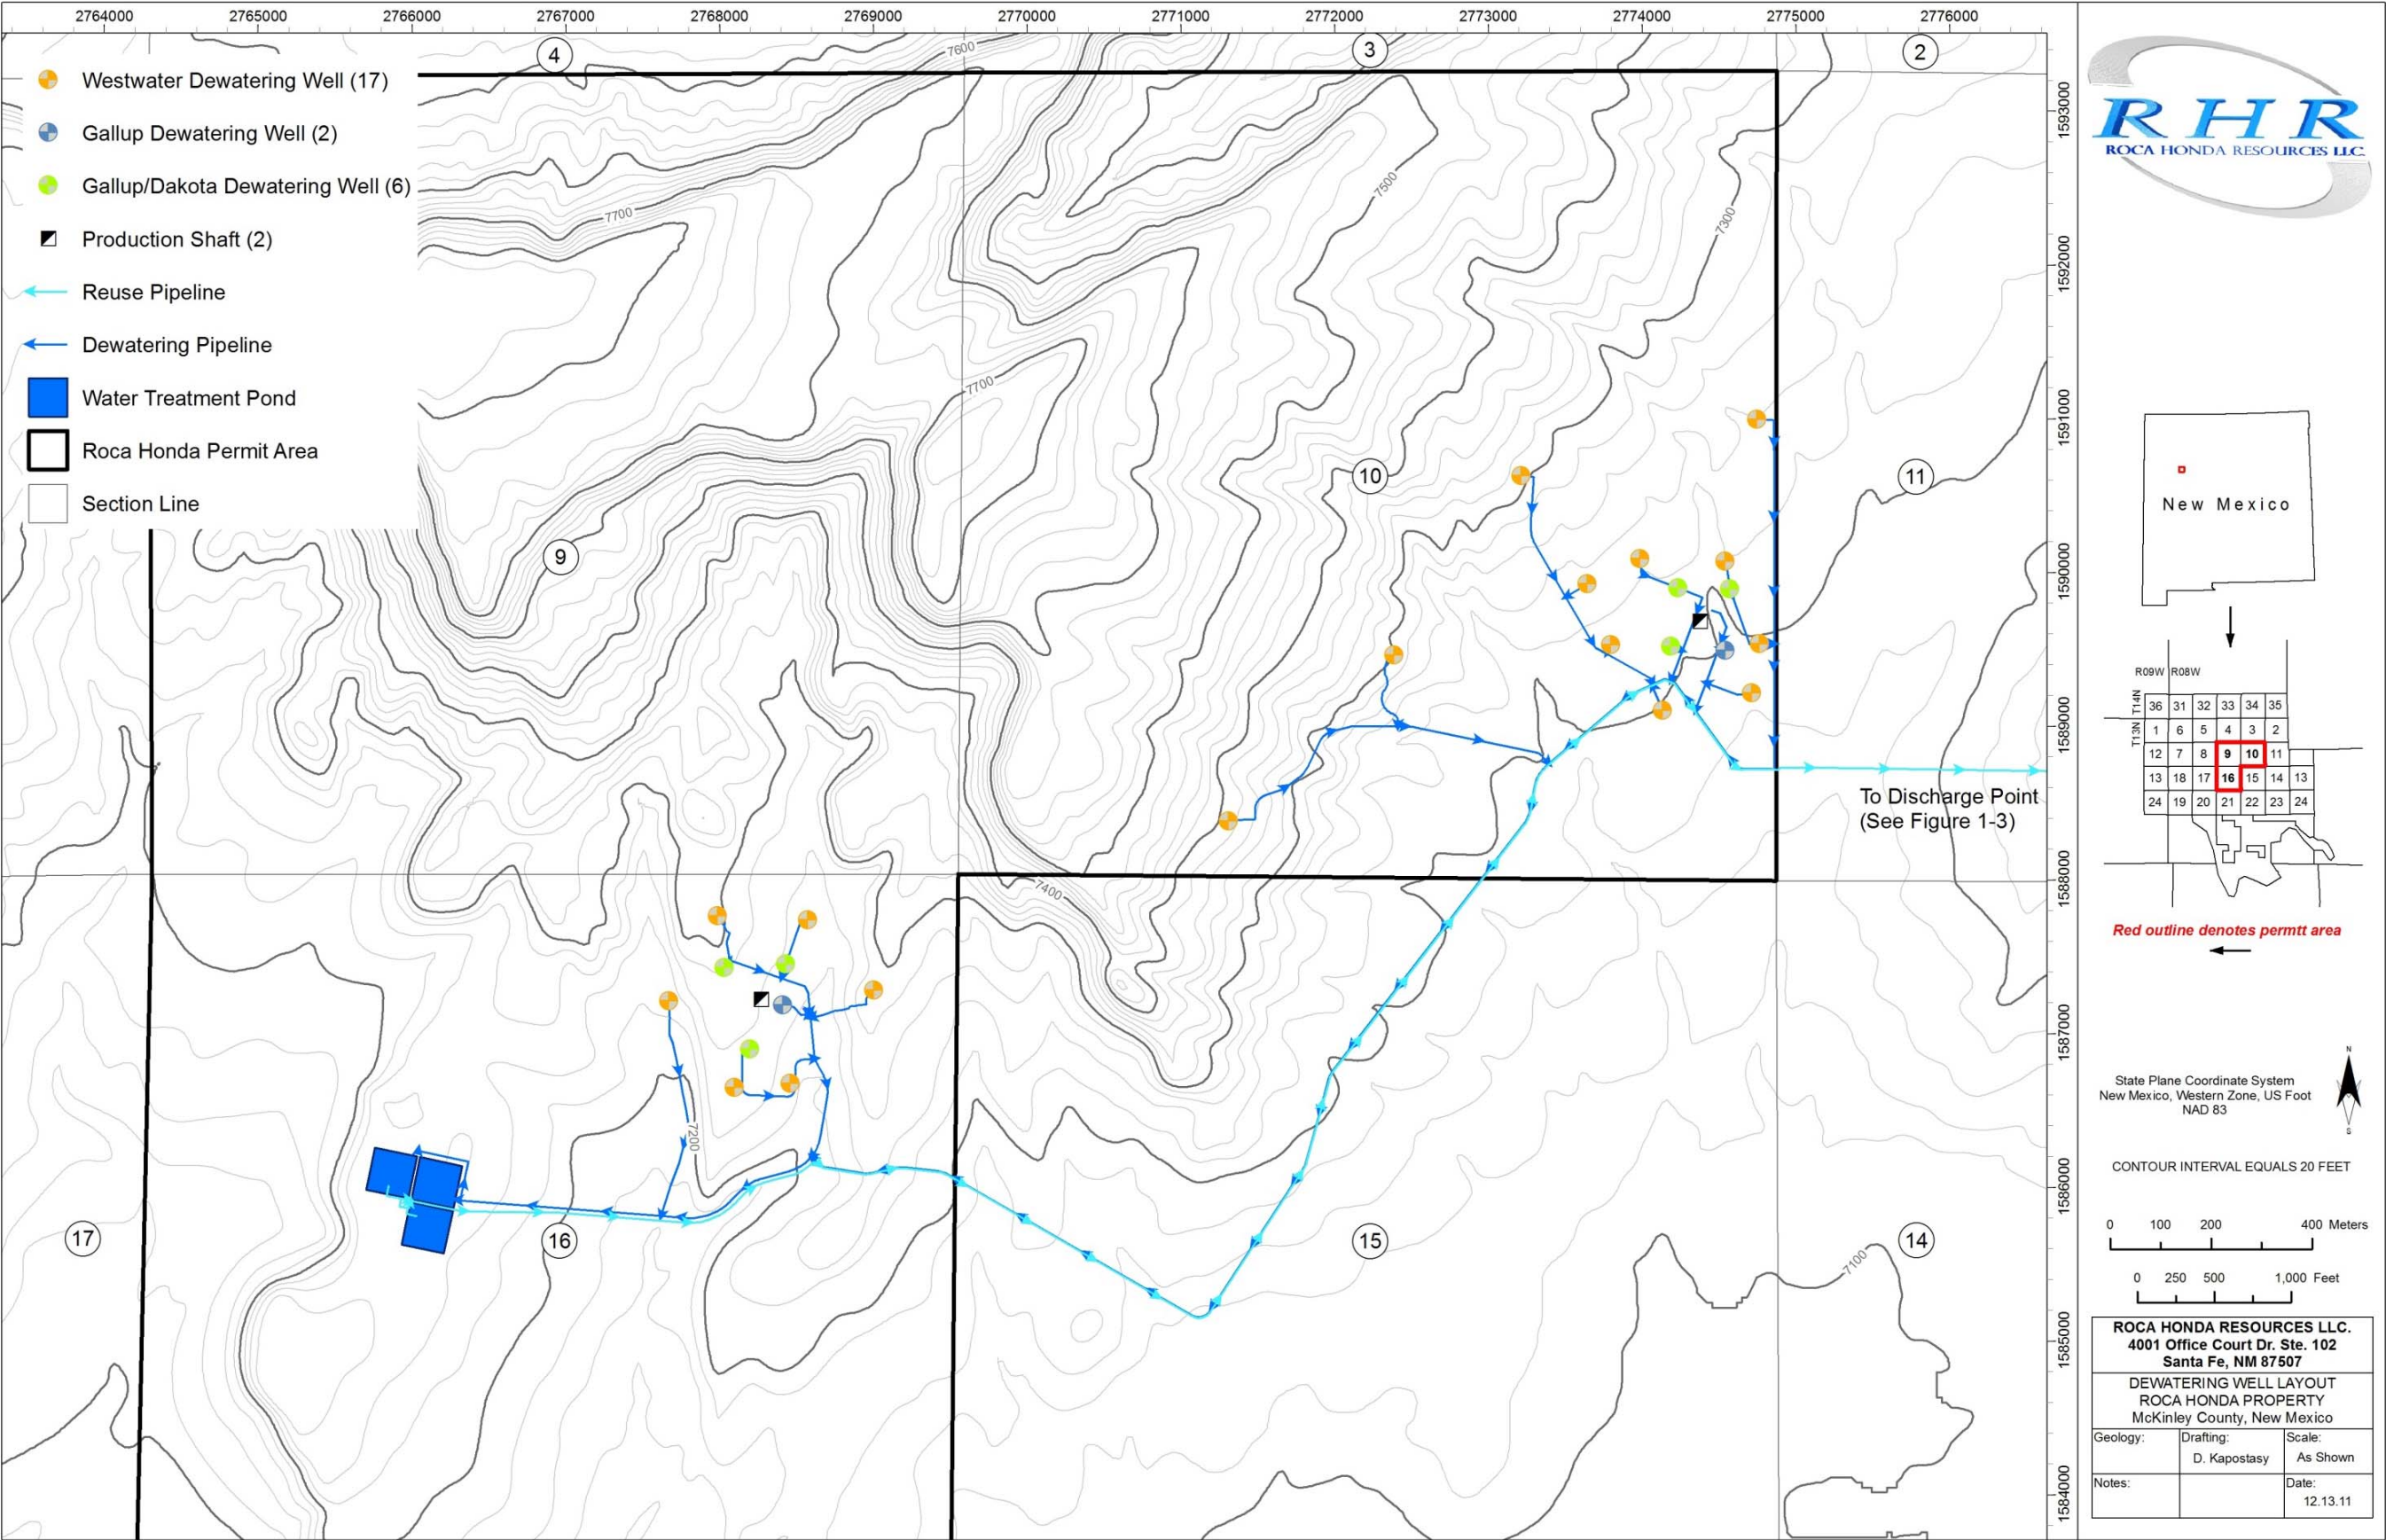 2764000 2765000 2766000 2767000 2768000 2769000 2770000 2771000 2772000 2773000 2774000 2775000 2776000
4
3
2
7600
Westwater Dewatering Well (17)
Gallup Dewatering Well (2)
Gallup/Dakota Dewatering Well (6)
Production Shaft (2)
Reuse Pipeline
Dewatering Pipeline
Water Treatment Pond
Roca Honda Permit Area
Section Line
7700
7500
7300
7700
10
11
9
To Discharge Point
(See Figure 1-3)
7400
7200
17
16
15
14
7100
1593000
1592000
1591000
1590000
1589000
1588000
1587000
1586000
1585000
1584000
RHR
ROCA HONDA RESOURCES LLC.
New Mexico
R09W R08W
T14N
T13N
36 31 32 33 34 35
1 6 5 4 3 2
12 7 8 9 10 11
13 18 17 16 15 14 13
24 19 20 21 22 23 24
Red outline denotes permtt area
N
S
State Plane Coordinate System
New Mexico, Western Zone, US Foot
NAD 83
CONTOUR INTERVAL EQUALS 20 FEET
0 100 200 400 Meters
0 250 500 1,000 Feet
ROCA HONDA RESOURCES LLC.
4001 Office Court Dr. Ste. 102
Santa Fe, NM 87507
DEWATERING WELL LAYOUT
ROCA HONDA PROPERTY
McKinley County, New Mexico
Geology: Drafting: Scale:
D. Kapostasy As Shown
Notes: Date:
12.13.11